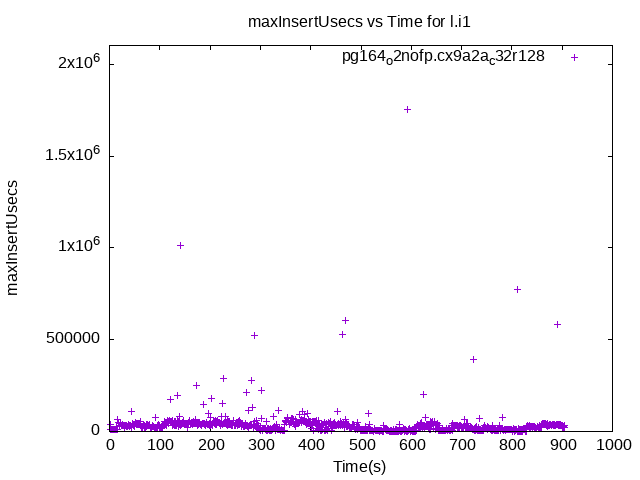 maxInsertUsecs vs Time for l.i1
pg164o2nofp.cx9a2ac32r128
2x10^6
1.5x10^6
1x10^6
500000
0
maxInsertUsecs
0 100 200 300 400 500 600 700 800 900 1000
Time(s)